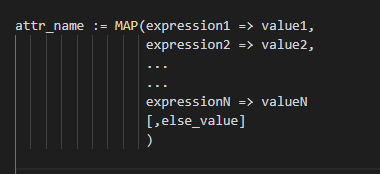 attr_name := MAP(expression1 => value1,
expression2 => value2,
...
...
expressionN => valueN
[,else_value]
)